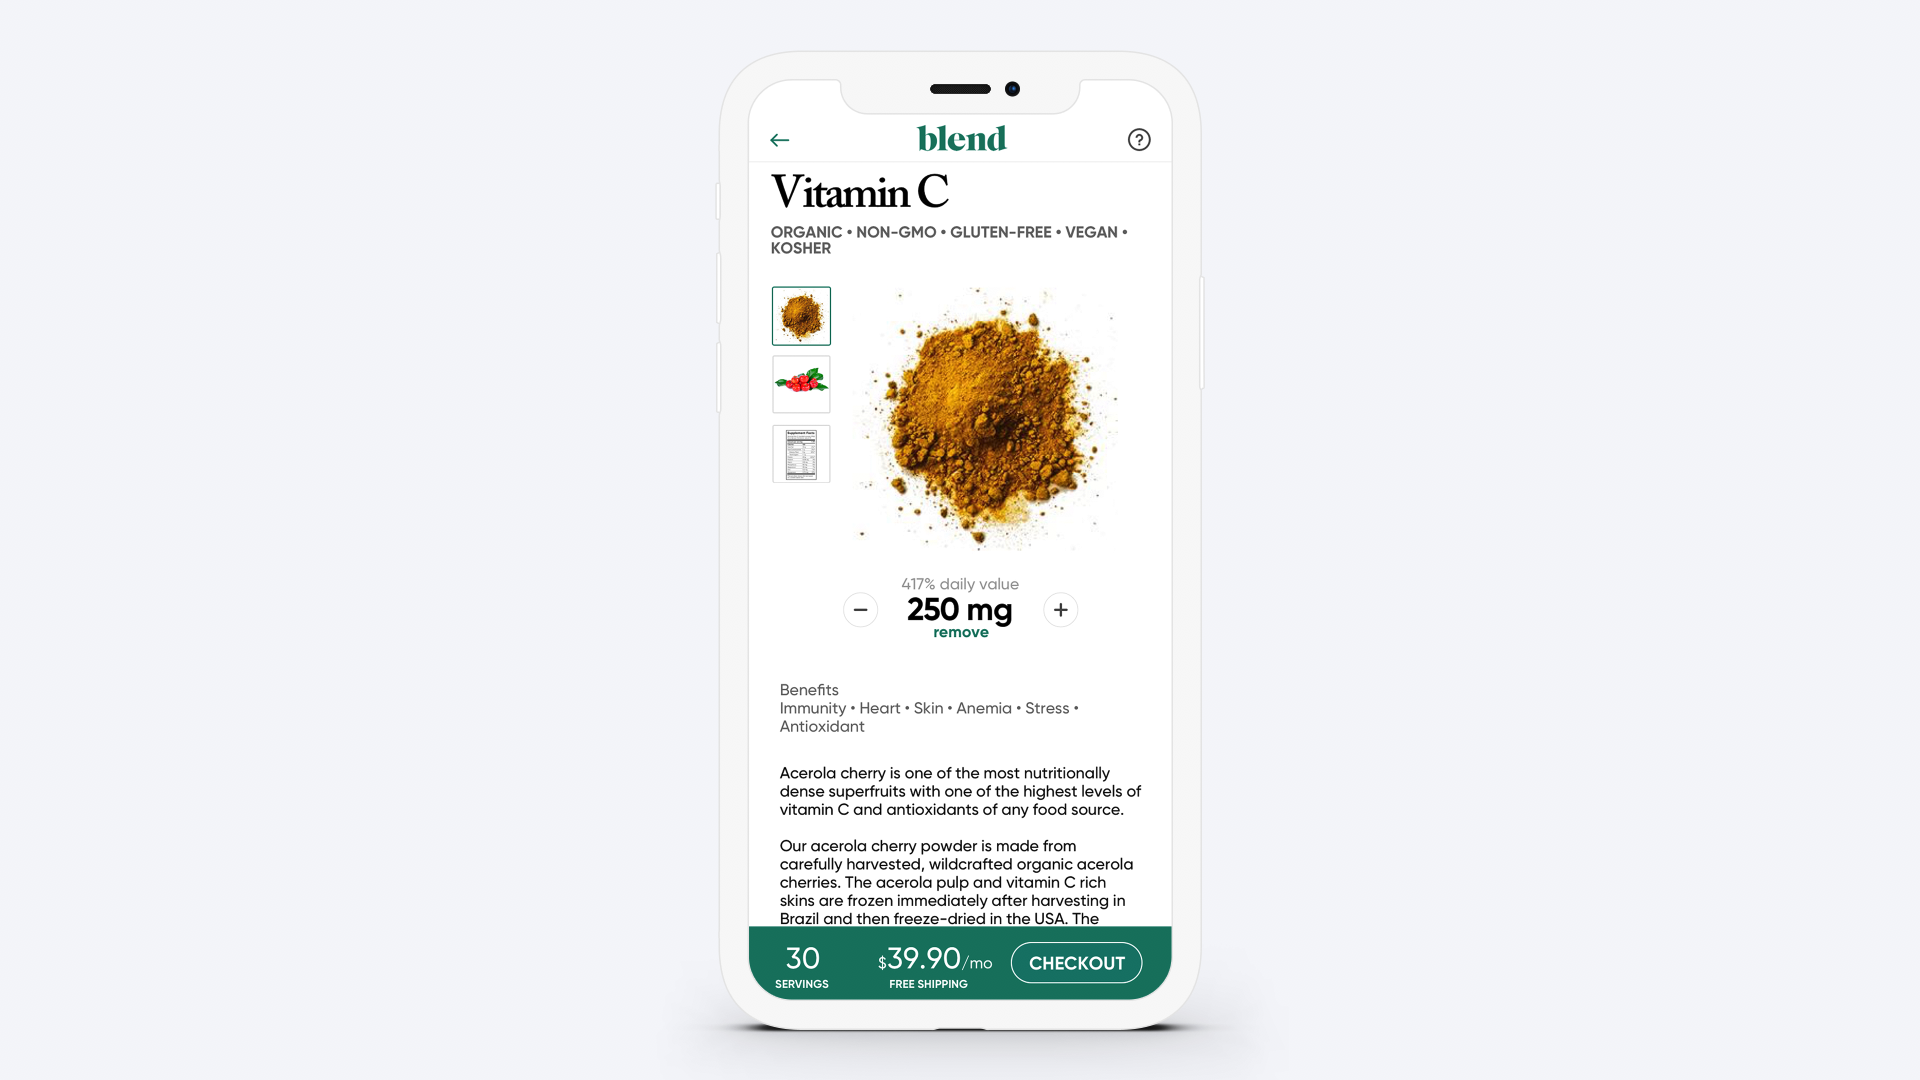 blend
?
Vitamin C
ORGANIC • NON-GMO • GLUTEN-FREE • VEGAN •
KOSHER
Supplement Facts
417% daily value
250 mg
remove
Benefits
Immunity • Heart • Skin • Anemia • Stress •
Antioxidant
Acerola cherry is one of the most nutritionally
dense superfruits with one of the highest levels of
vitamin C and antioxidants of any food source.
Our acerola cherry powder is made from
carefully harvested, wildcrafted organic acerola
cherries. The acerola pulp and vitamin C rich
skins are frozen immediately after harvesting in
Brazil and then freeze-dried in the USA. The
30
SERVINGS
$39.90/mo
FREE SHIPPING
CHECKOUT